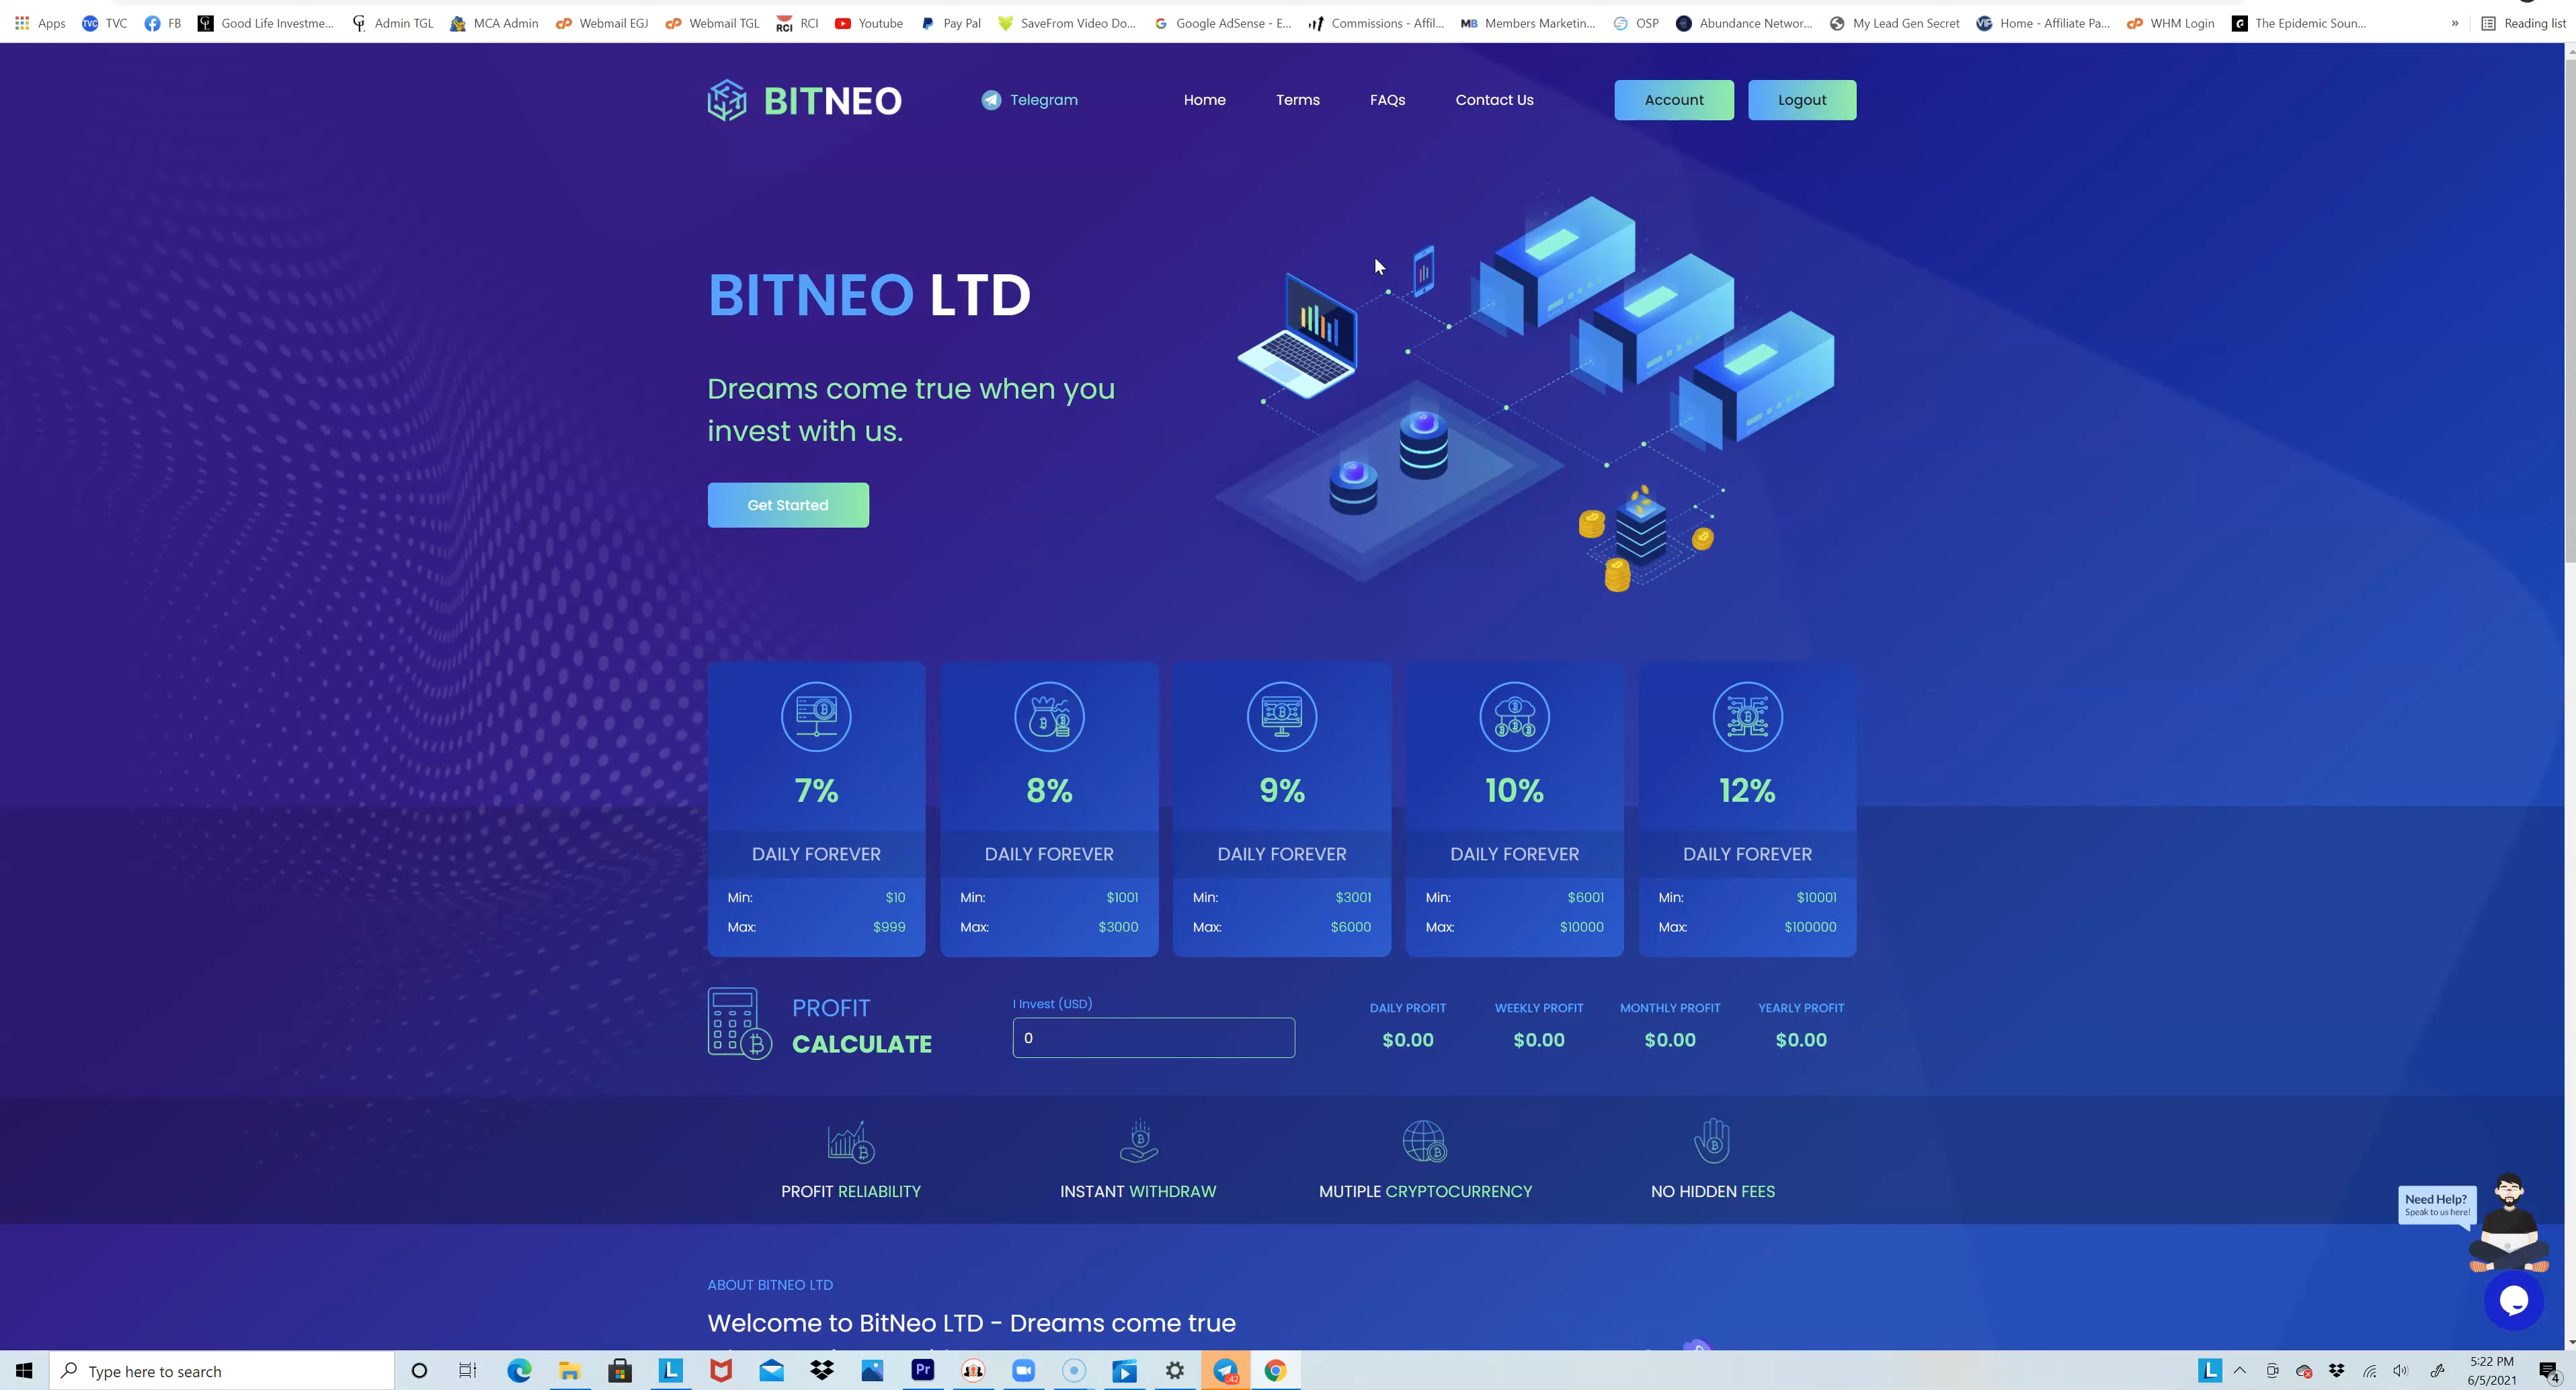 Apps TVC FB Good Life Investme... Admin TGL MCA Admin Webmail EGJ Webmail TGL RCI Youtube Pay Pal SaveFrom Video Do... Google AdSense - E... Commissions - Affil... Members Marketin... OSP Abundance Networ... My Lead Gen Secret Home - Affiliate Pa... WHM Login The Epidemic Soun... » Reading list
BITNEO Telegram Home Terms FAQs Contact Us Account Logout
BITNEO LTD
Dreams come true when you
invest with us.
Get Started
7% 8% 9% 10% 12%
DAILY FOREVER DAILY FOREVER DAILY FOREVER DAILY FOREVER DAILY FOREVER
Min: $10 Min: $1001 Min: $3001 Min: $6001 Min: $10001
Max: $999 Max: $3000 Max: $6000 Max: $10000 Max: $100000
PROFIT
CALCULATE
I Invest (USD)
0
DAILY PROFIT WEEKLY PROFIT MONTHLY PROFIT YEARLY PROFIT
$0.00 $0.00 $0.00 $0.00
PROFIT RELIABILITY INSTANT WITHDRAW MUTIPLE CRYPTOCURRENCY NO HIDDEN FEES
Need Help?
Speak to us here!
ABOUT BITNEO LTD
Welcome to BitNeo LTD - Dreams come true
Type here to search
5:22 PM
6/5/2021